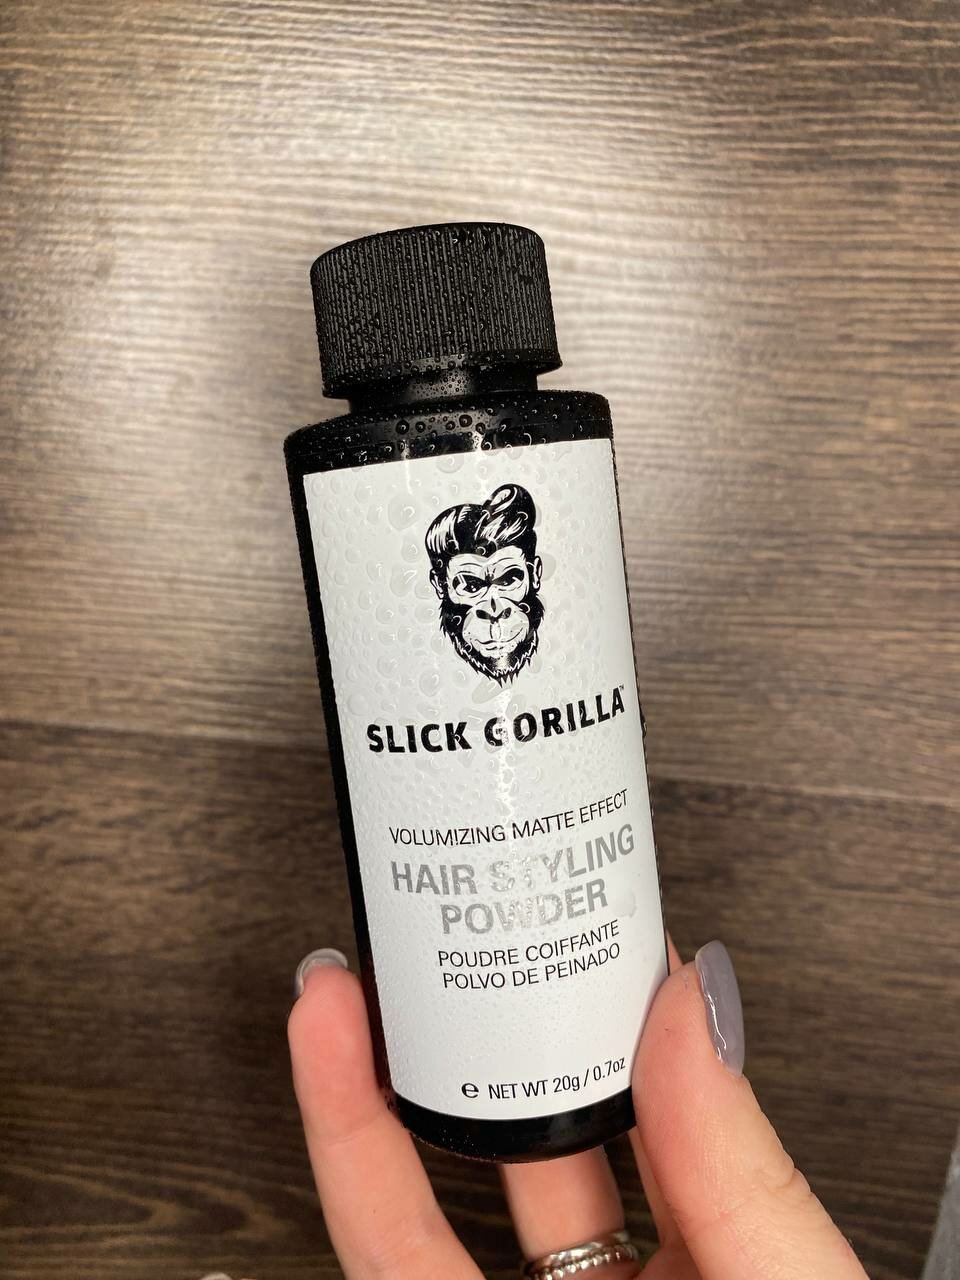 SLICK GORILLA™
VOLUMIZING MATTE EFFECT
HAIR STYLING
POWDER
POUDRE COIFFANTE
POLVO DE PEINADO
℮ NET WT 20g / 0.7oz